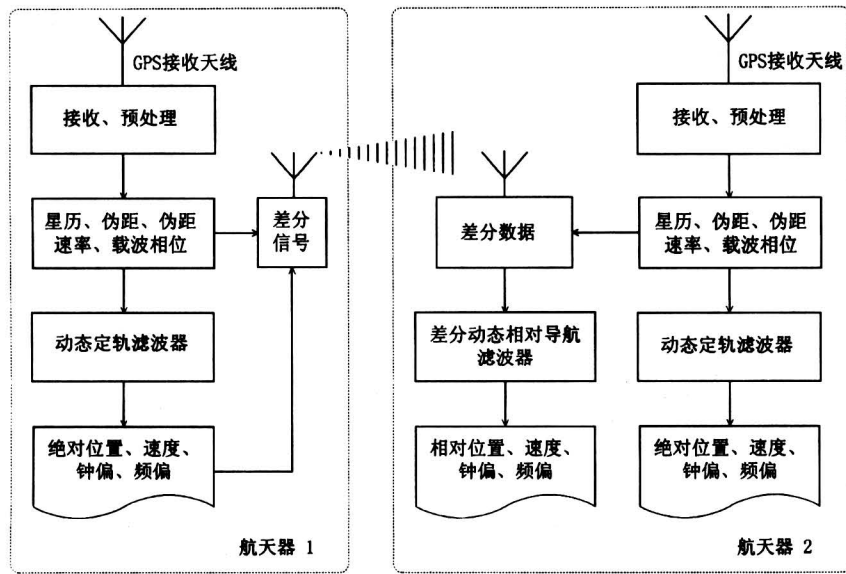 GPS接收天线
接收、预处理
星历、伪距、伪距
速率、载波相位
差分
信号
动态定轨滤波器
绝对位置、速度、
钟偏、频偏
航天器 1
GPS接收天线
接收、预处理
差分数据
星历、伪距、伪距
速率、载波相位
差分动态相对导航
滤波器
动态定轨滤波器
相对位置、速度、
钟偏、频偏
绝对位置、速度、
钟偏、频偏
航天器 2